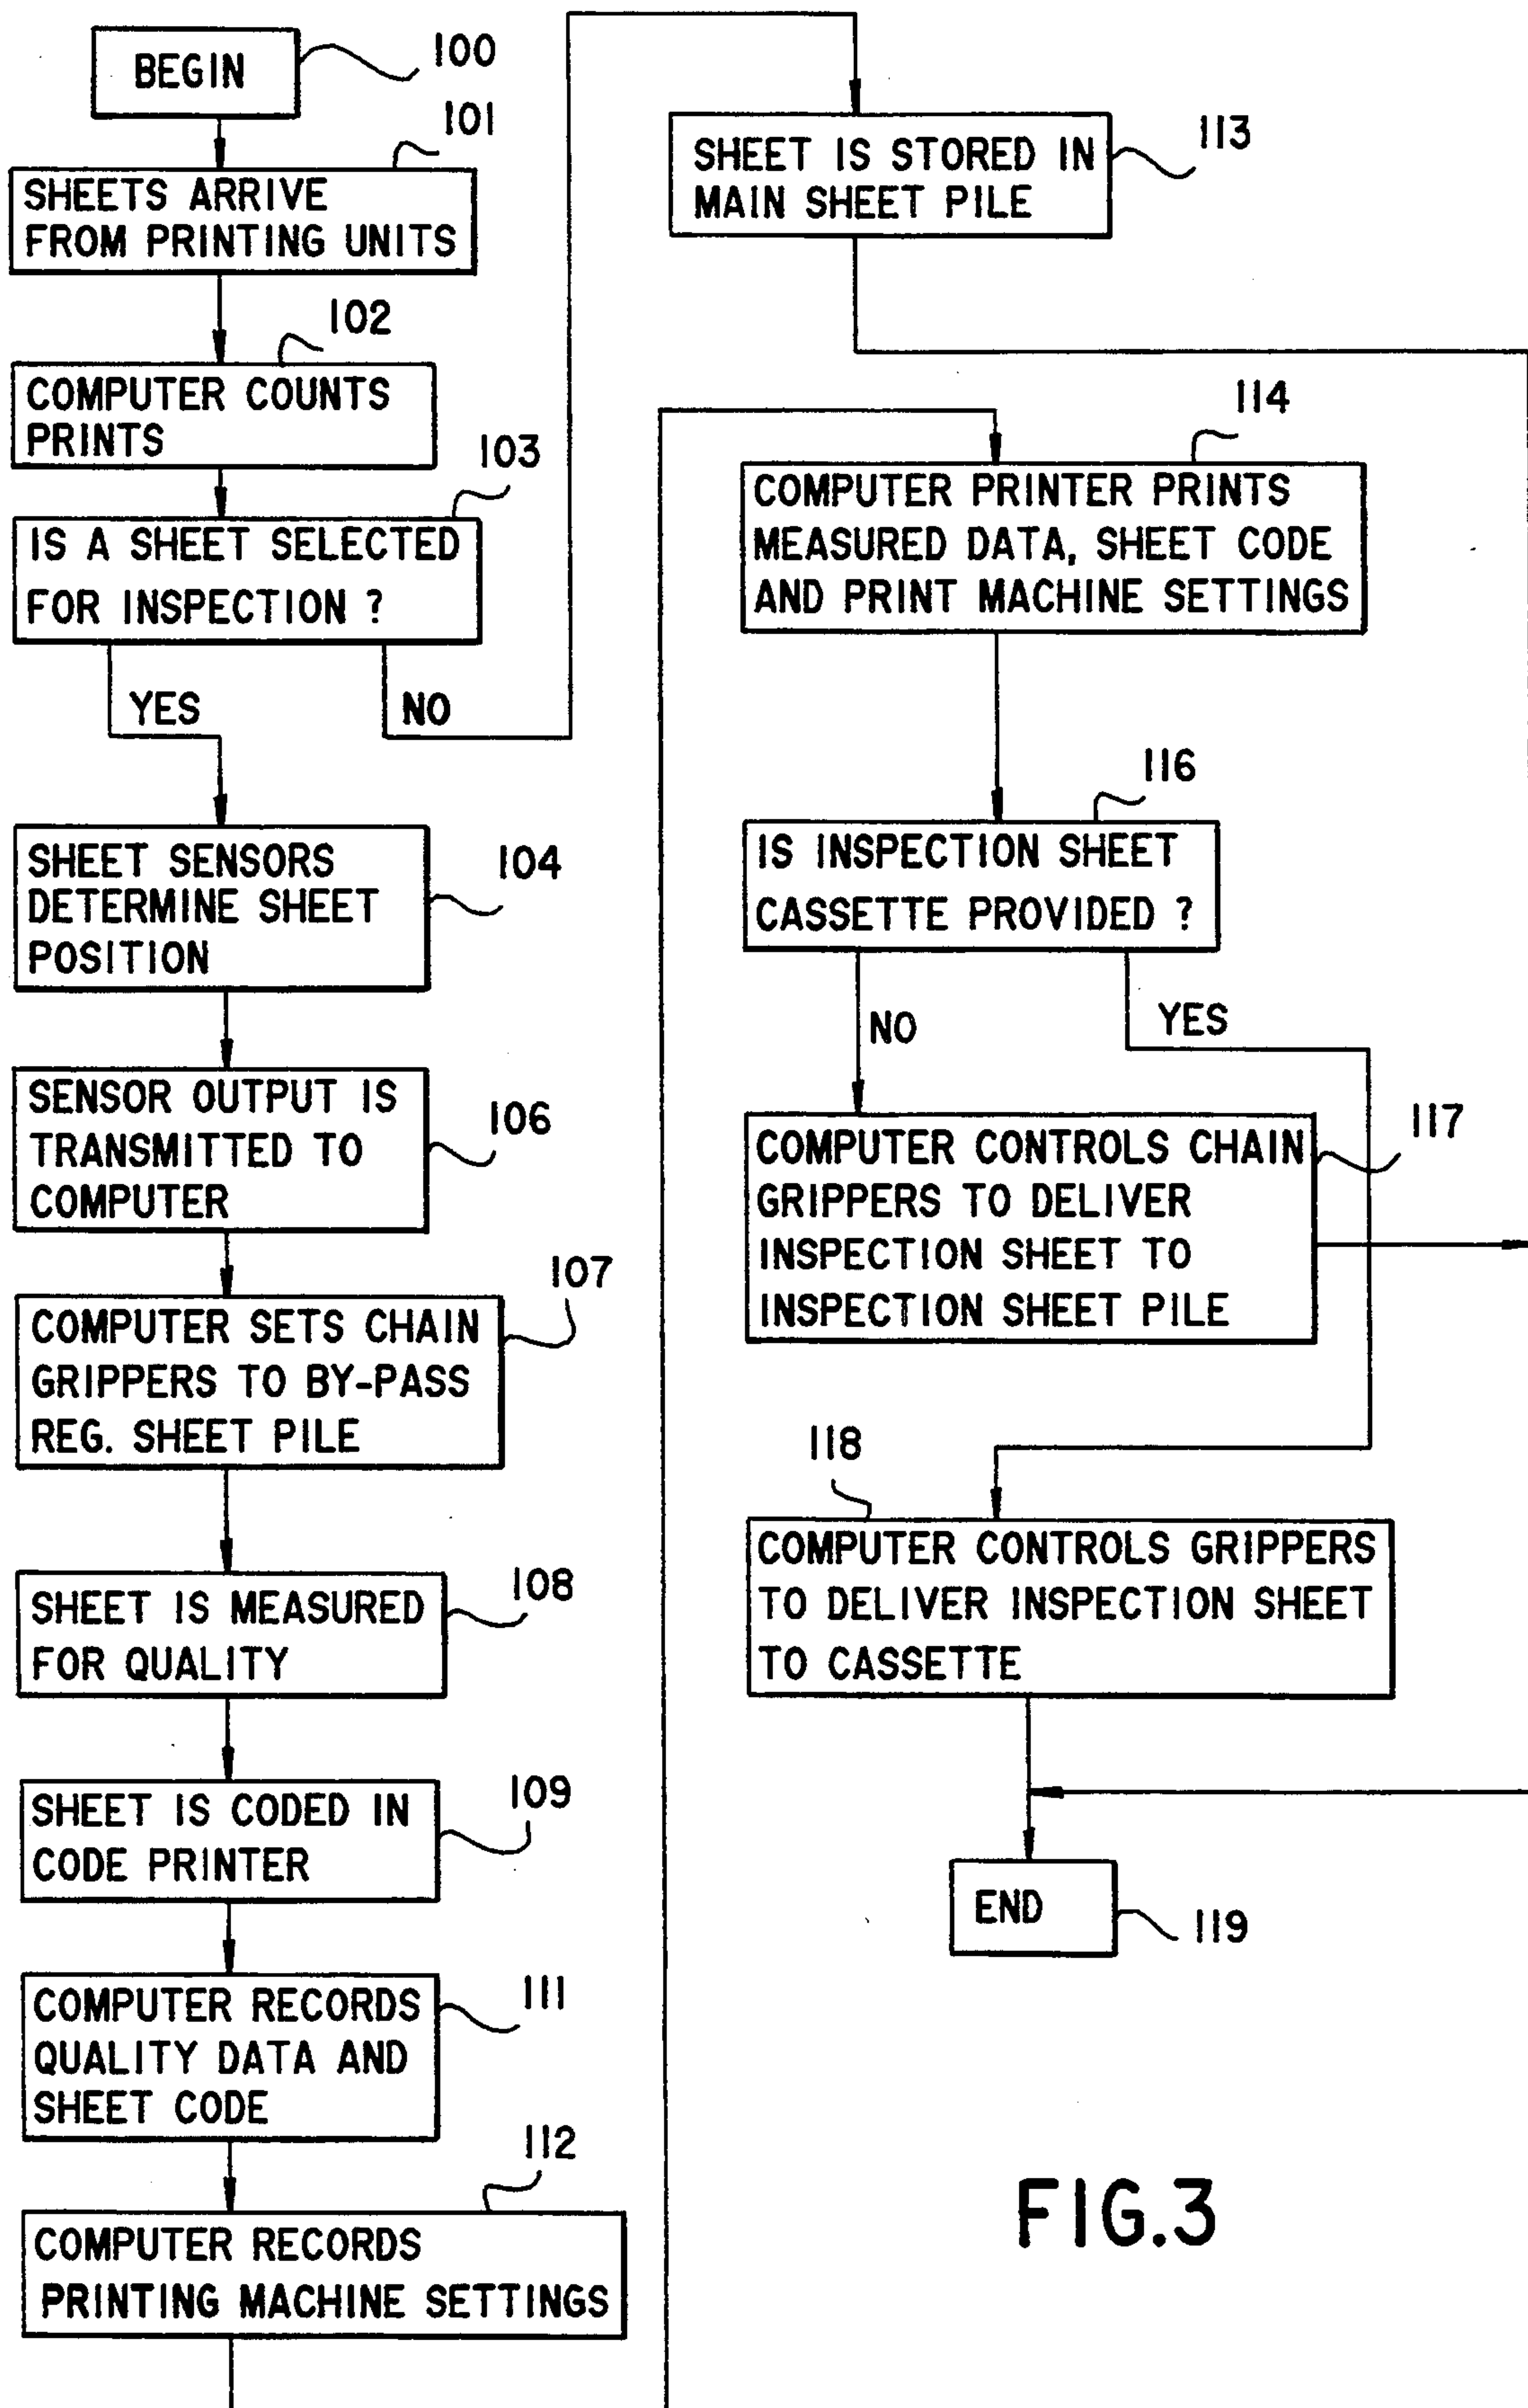 BEGIN
100
101
SHEETS ARRIVE
FROM PRINTING UNITS
102
COMPUTER COUNTS
PRINTS
103
IS A SHEET SELECTED
FOR INSPECTION ?
YES
NO
SHEET SENSORS
DETERMINE SHEET
POSITION
104
SENSOR OUTPUT IS
TRANSMITTED TO
COMPUTER
106
107
COMPUTER SETS CHAIN
GRIPPERS TO BY-PASS
REG. SHEET PILE
108
SHEET IS MEASURED
FOR QUALITY
109
SHEET IS CODED IN
CODE PRINTER
111
COMPUTER RECORDS
QUALITY DATA AND
SHEET CODE
112
COMPUTER RECORDS
PRINTING MACHINE SETTINGS
113
SHEET IS STORED IN
MAIN SHEET PILE
114
COMPUTER PRINTER PRINTS
MEASURED DATA, SHEET CODE
AND PRINT MACHINE SETTINGS
116
IS INSPECTION SHEET
CASSETTE PROVIDED ?
NO
YES
117
COMPUTER CONTROLS CHAIN
GRIPPERS TO DELIVER
INSPECTION SHEET TO
INSPECTION SHEET PILE
118
COMPUTER CONTROLS GRIPPERS
TO DELIVER INSPECTION SHEET
TO CASSETTE
END
119
FIG.3